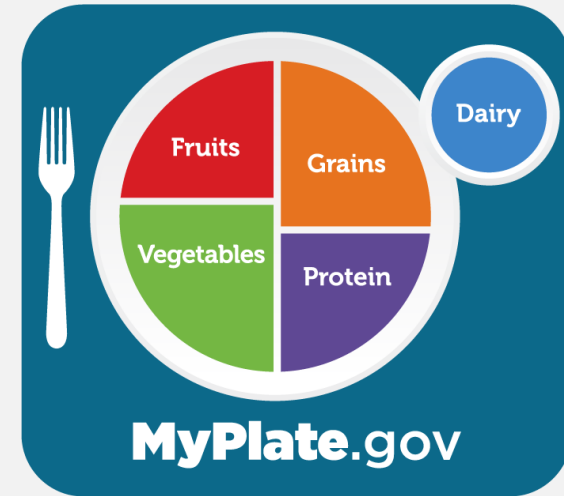 Dairy
Fruits
Grains
Vegetables
Protein
MyPlate.gov